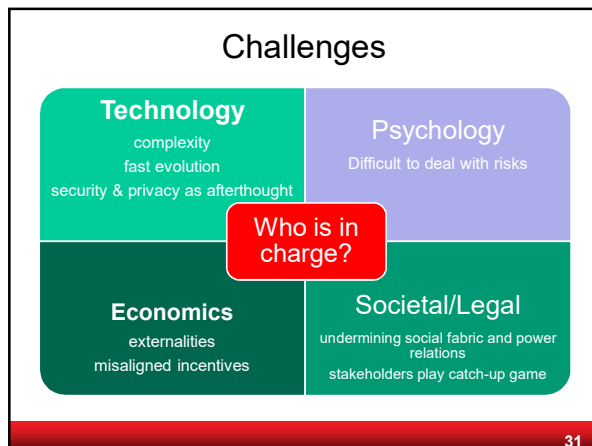 Challenges
Technology
complexity
fast evolution
security & privacy as afterthought
Psychology
Difficult to deal with risks
Who is in
charge?
Economics
externalities
misaligned incentives
Societal/Legal
undermining social fabric and power
relations
stakeholders play catch-up game
31